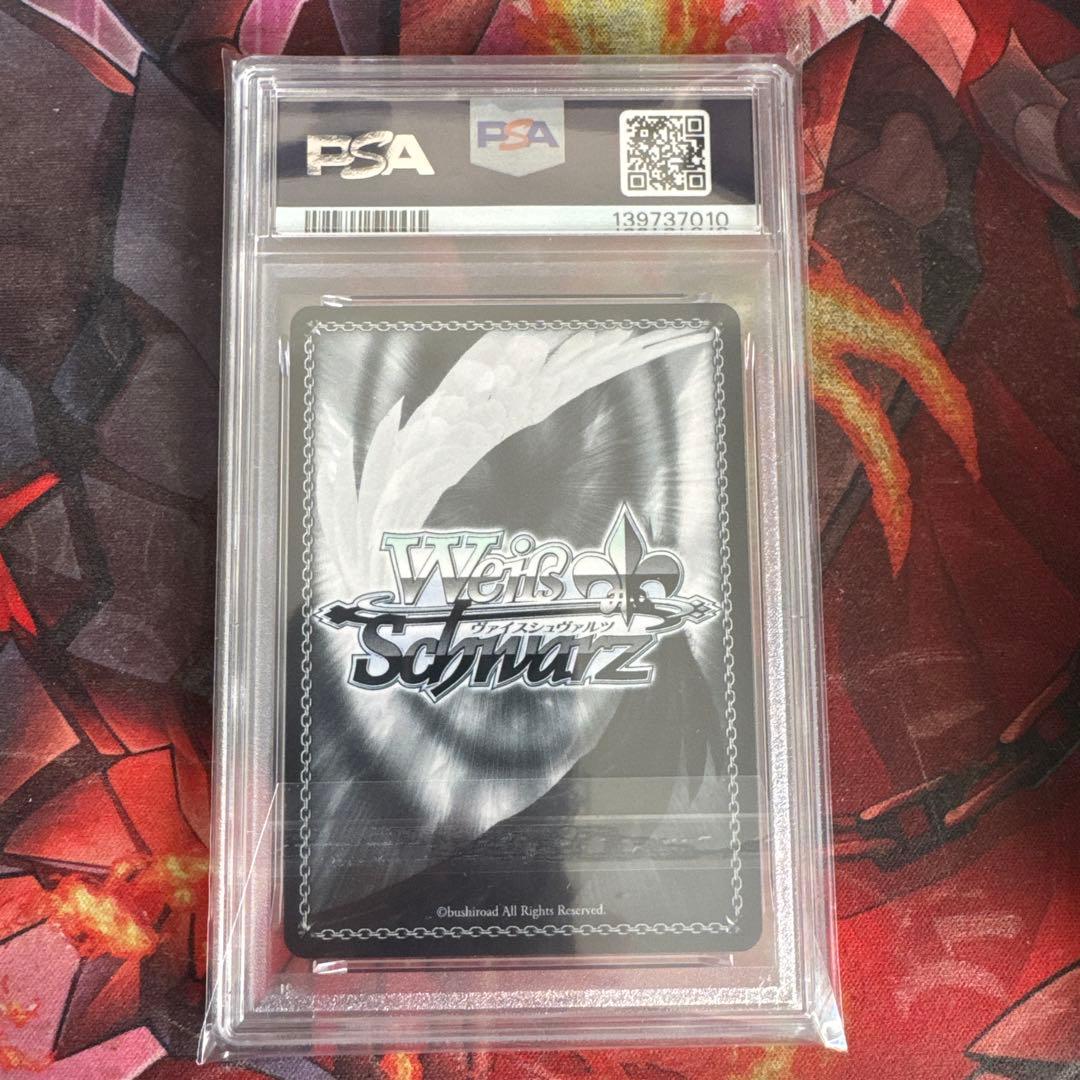 PSA
PSA
139737010
Weiß
ヴァイスシュヴァルツ
Schwarz
©bushiroad All Rights Reserved.